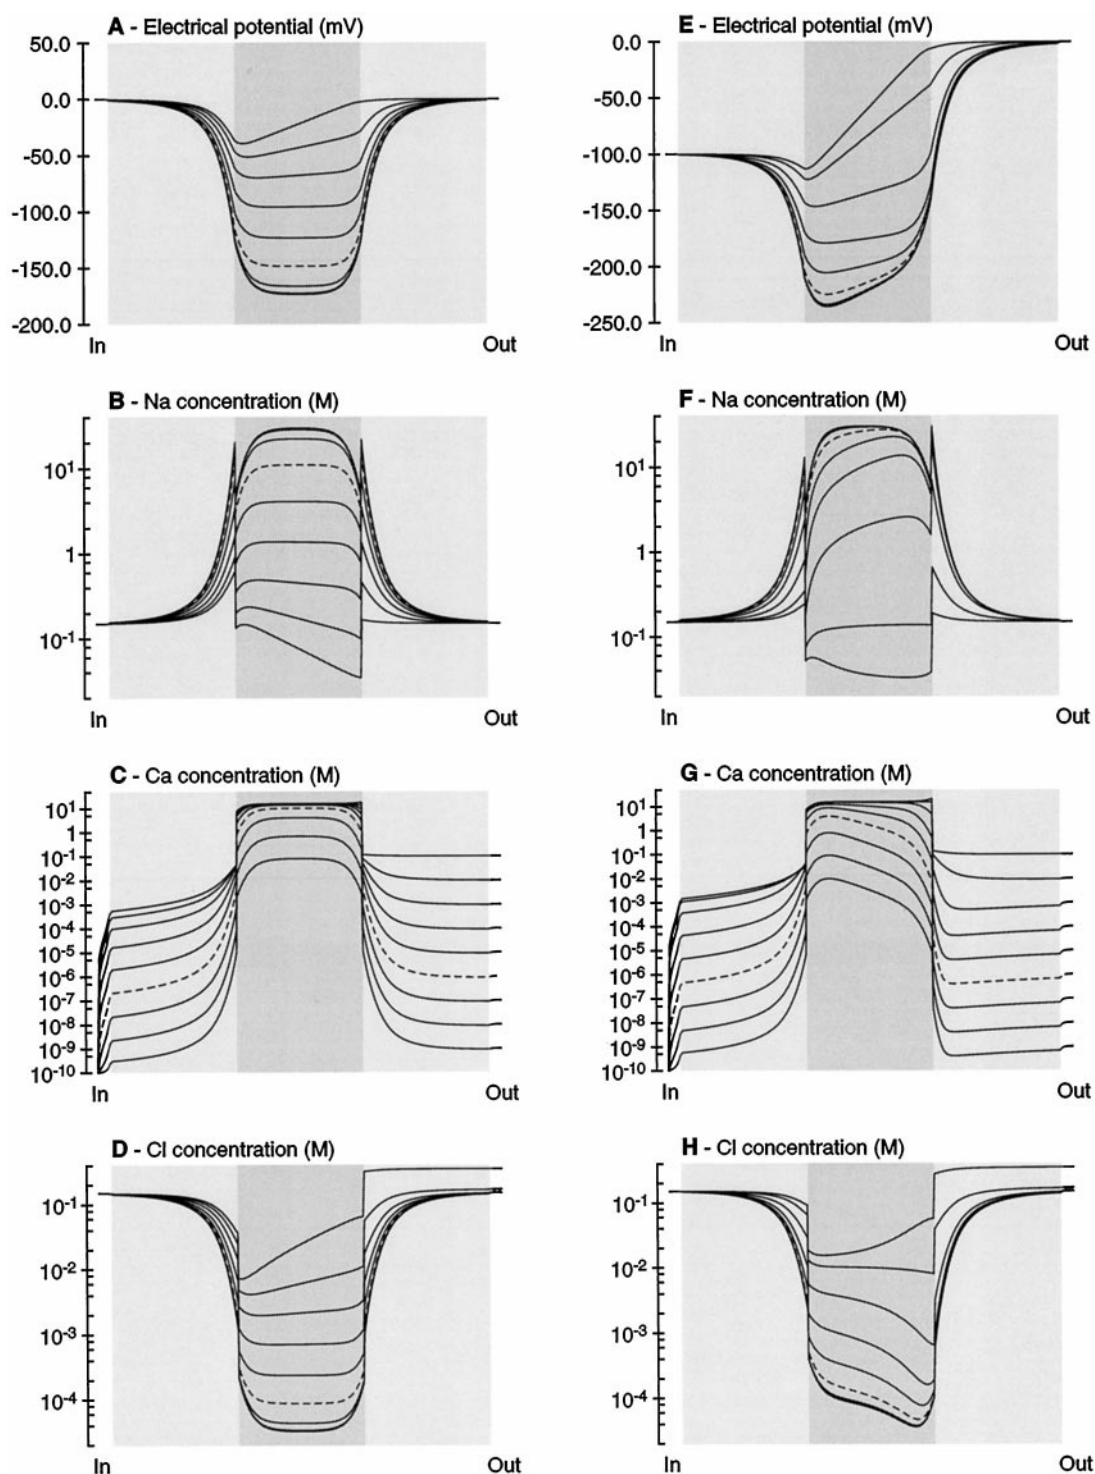 A - Electrical potential (mV)
50.0
0.0
-50.0
-100.0
-150.0
-200.0
In
Out
B - Na concentration (M)
10¹
1
10⁻¹
In
Out
C - Ca concentration (M)
10¹
1
10⁻¹
10⁻²
10⁻³
10⁻⁴
10⁻⁵
10⁻⁶
10⁻⁷
10⁻⁸
10⁻⁹
10⁻¹⁰
In
Out
D - Cl concentration (M)
10⁻¹
10⁻²
10⁻³
10⁻⁴
In
Out
E - Electrical potential (mV)
0.0
-50.0
-100.0
-150.0
-200.0
-250.0
In
Out
F - Na concentration (M)
10¹
1
10⁻¹
In
Out
G - Ca concentration (M)
10¹
1
10⁻¹
10⁻²
10⁻³
10⁻⁴
10⁻⁵
10⁻⁶
10⁻⁷
10⁻⁸
10⁻⁹
10⁻¹⁰
In
Out
H - Cl concentration (M)
10⁻¹
10⁻²
10⁻³
10⁻⁴
In
Out